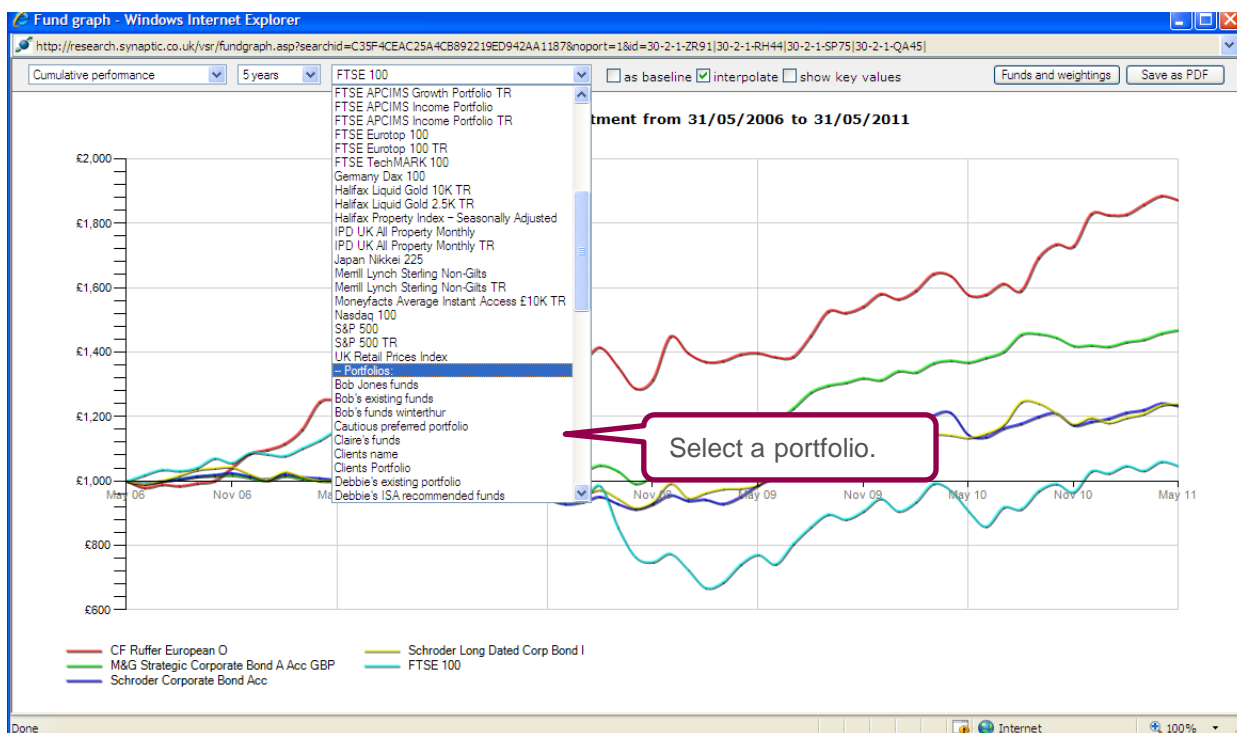 Fund graph - Windows Internet Explorer
http://research.synaptic.co.uk/vsr/fundgraph.asp?searchid=C35F4CEAC25A4CB892219ED942AA1187&noport=1&id=30-2-1-ZR91|30-2-1-RH44|30-2-1-SP75|30-2-1-QA45|
Cumulative performance 5 years FTSE 100 as baseline interpolate show key values Funds and weightings Save as PDF
tment from 31/05/2006 to 31/05/2011
FTSE APCIMS Growth Portfolio TR
FTSE APCIMS Income Portfolio
FTSE APCIMS Income Portfolio TR
FTSE Eurotop 100
FTSE Eurotop 100 TR
FTSE TechMARK 100
Germany Dax 100
Halifax Liquid Gold 10K TR
Halifax Liquid Gold 2.5K TR
Halifax Property Index – Seasonally Adjusted
IPD UK All Property Monthly
IPD UK All Property Monthly TR
Japan Nikkei 225
Merrill Lynch Sterling Non-Gilts
Merrill Lynch Sterling Non-Gilts TR
Moneyfacts Average Instant Access £10K TR
Nasdaq 100
S&P 500
S&P 500 TR
UK Retail Prices Index
-- Portfolios:
Bob Jones funds
Bob's existing funds
Bob's funds winterthur
Cautious preferred portfolio
Claire's funds
Clients name
Clients Portfolio
Debbie's existing portfolio
Debbie's ISA recommended funds
Select a portfolio.
£2,000
£1,800
£1,600
£1,400
£1,200
£1,000
£800
£600
May 06 Nov 06 Ma Nov 08 May 09 Nov 09 May 10 Nov 10 May 11
CF Ruffer European O
M&G Strategic Corporate Bond A Acc GBP
Schroder Corporate Bond Acc
Schroder Long Dated Corp Bond I
FTSE 100
Done Internet 100%